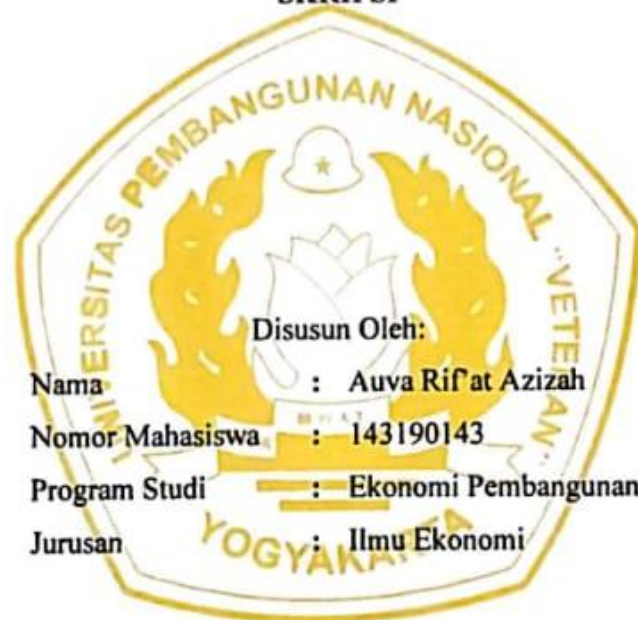 SKRIPSI
UNIVERSITAS PEMBANGUNAN NASIONAL "VETERAN"
Disusun Oleh:
Nama : Auva Rif'at Azizah
Nomor Mahasiswa : 143190143
Program Studi : Ekonomi Pembangunan
Jurusan : Ilmu Ekonomi
YOGYAKARTA